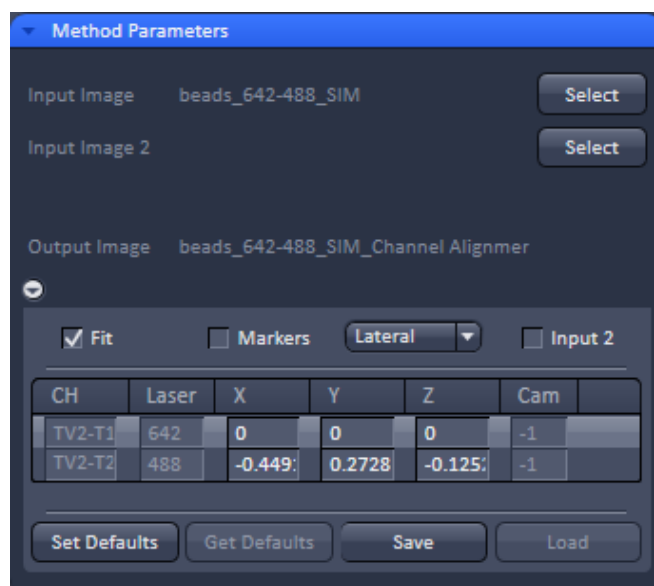 Method Parameters
Input Image beads_642-488_SIM Select
Input Image 2 Select
Output Image beads_642-488_SIM_Channel Alignmer
Fit Markers Lateral Input 2
CH Laser X Y Z Cam
TV2-T1 642 0 0 0 -1
TV2-T2 488 -0.449 0.2728 -0.125 -1
Set Defaults Get Defaults Save Load